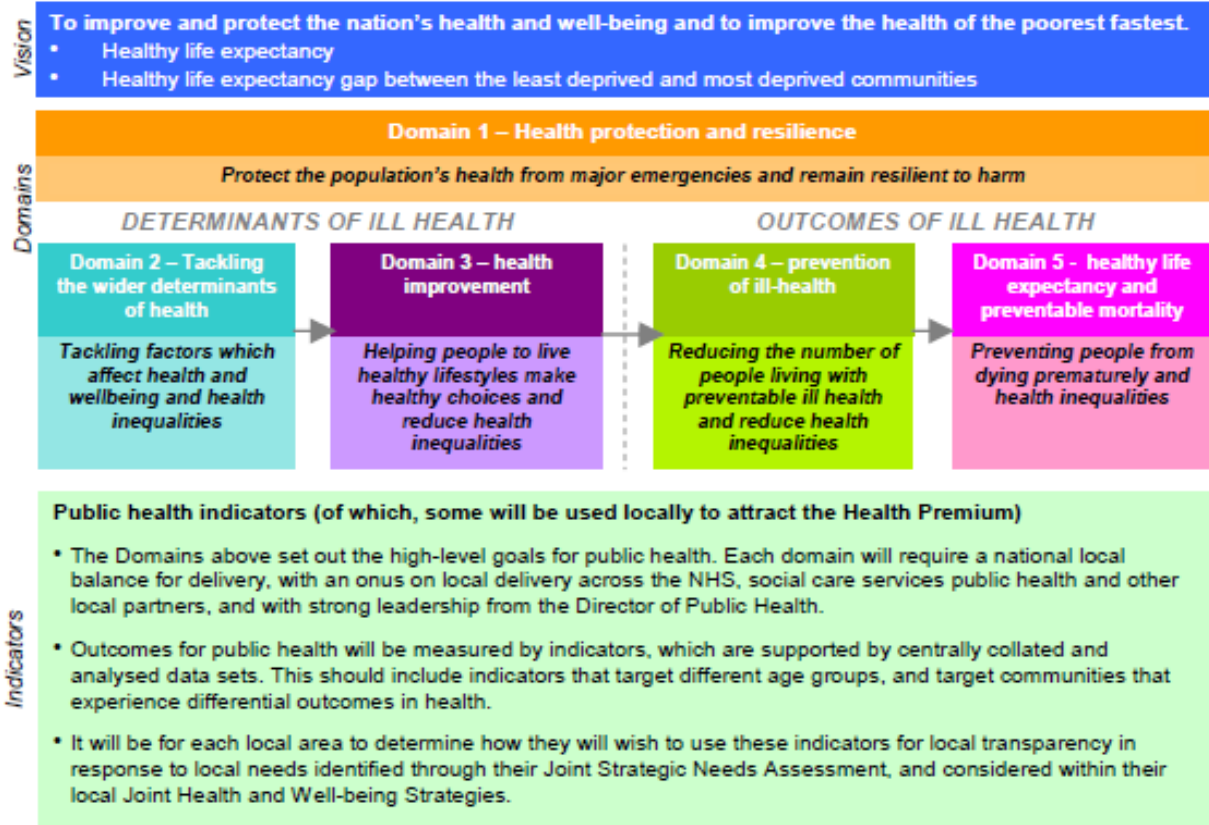 Vision
To improve and protect the nation's health and well-being and to improve the health of the poorest fastest.
• Healthy life expectancy
• Healthy life expectancy gap between the least deprived and most deprived communities
Domains
Domain 1 – Health protection and resilience
Protect the population's health from major emergencies and remain resilient to harm
DETERMINANTS OF ILL HEALTH
OUTCOMES OF ILL HEALTH
Domain 2 – Tackling
the wider determinants
of health
Tackling factors which
affect health and
wellbeing and health
inequalities
Domain 3 – health
improvement
Helping people to live
healthy lifestyles make
healthy choices and
reduce health
inequalities
Domain 4 – prevention
of ill-health
Reducing the number of
people living with
preventable ill health
and reduce health
inequalities
Domain 5 - healthy life
expectancy and
preventable mortality
Preventing people from
dying prematurely and
health inequalities
Indicators
Public health indicators (of which, some will be used locally to attract the Health Premium)
• The Domains above set out the high-level goals for public health. Each domain will require a national local
balance for delivery, with an onus on local delivery across the NHS, social care services public health and other
local partners, and with strong leadership from the Director of Public Health.
• Outcomes for public health will be measured by indicators, which are supported by centrally collated and
analysed data sets. This should include indicators that target different age groups, and target communities that
experience differential outcomes in health.
• It will be for each local area to determine how they will wish to use these indicators for local transparency in
response to local needs identified through their Joint Strategic Needs Assessment, and considered within their
local Joint Health and Well-being Strategies.